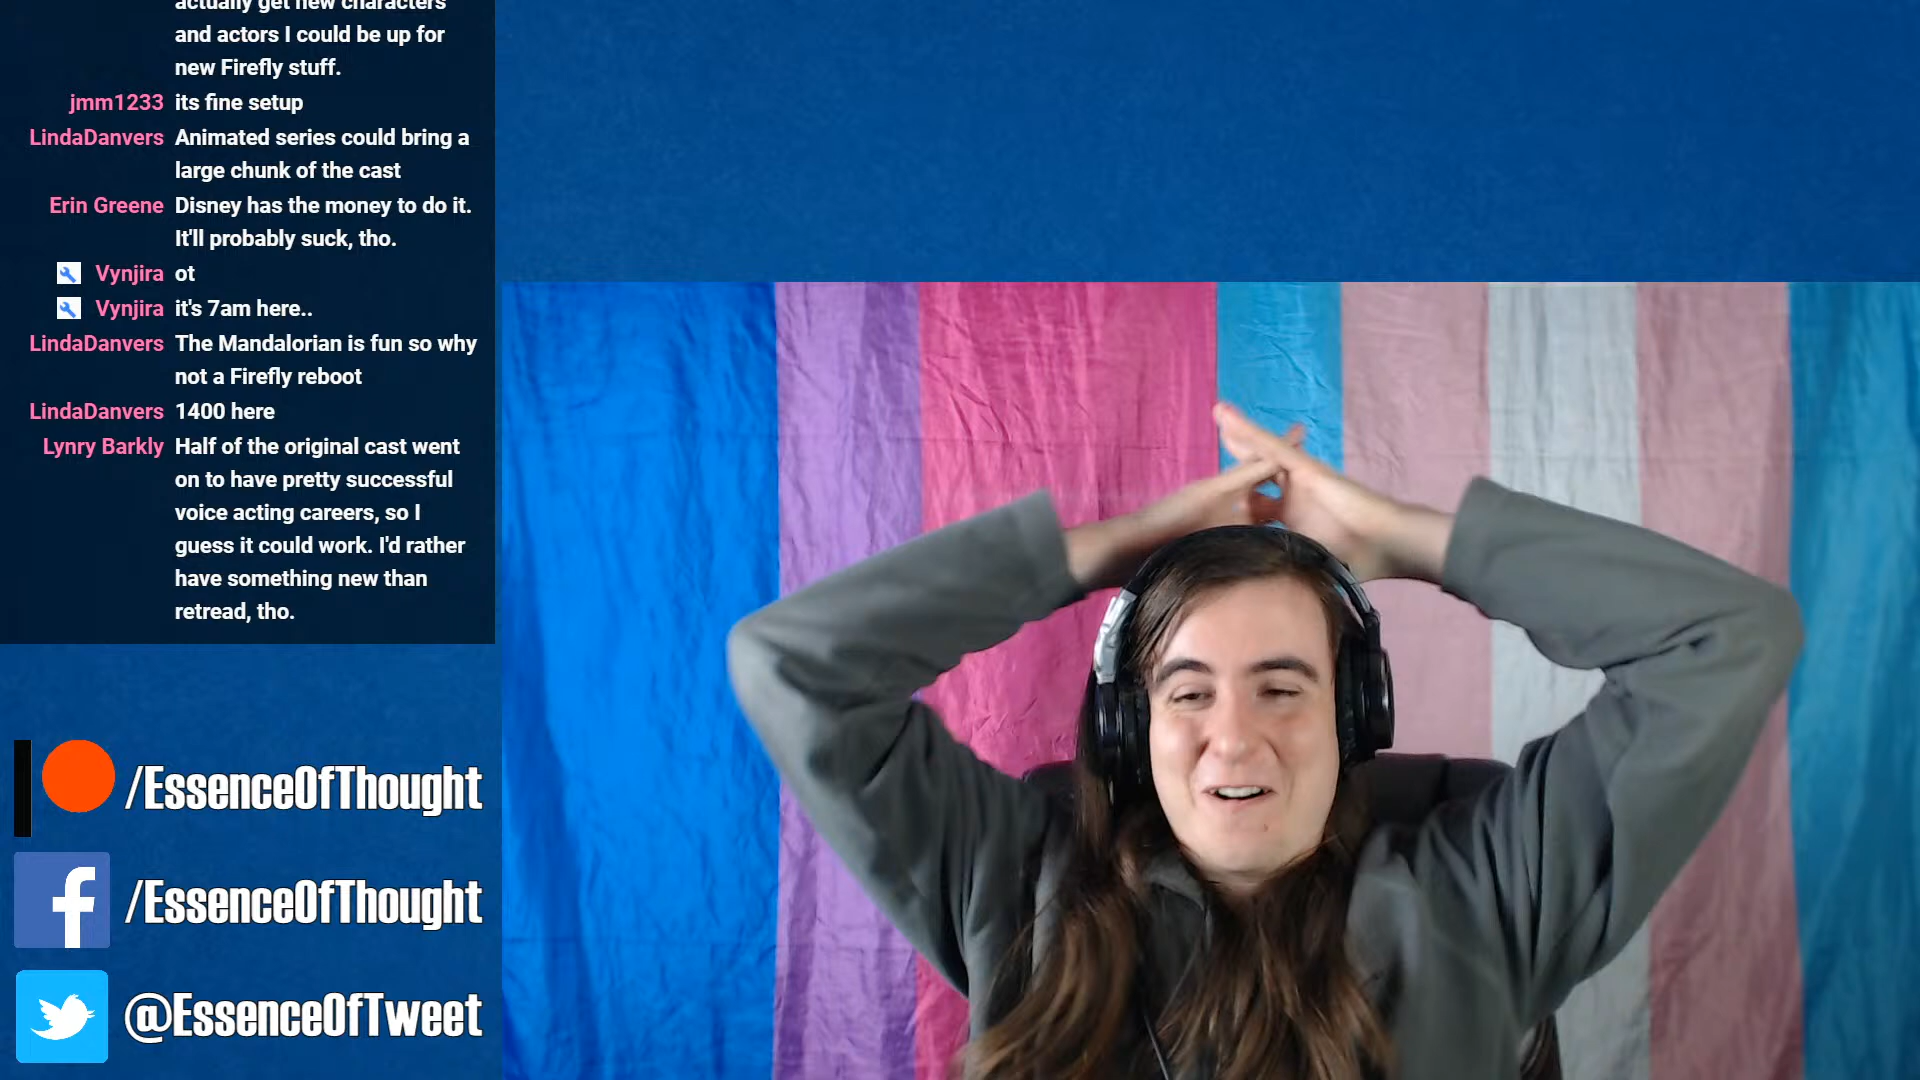 actually get new characters
and actors I could be up for
new Firefly stuff.
jmm1233 its fine setup
LindaDanvers Animated series could bring a
large chunk of the cast
Erin Greene Disney has the money to do it.
It'll probably suck, tho.
Vynjira ot
Vynjira it's 7am here..
LindaDanvers The Mandalorian is fun so why
not a Firefly reboot
LindaDanvers 1400 here
Lynry Barkly Half of the original cast went
on to have pretty successful
voice acting careers, so I
guess it could work. I'd rather
have something new than
retread, tho.
/EssenceOfThought
/EssenceOfThought
@EssenceOfTweet